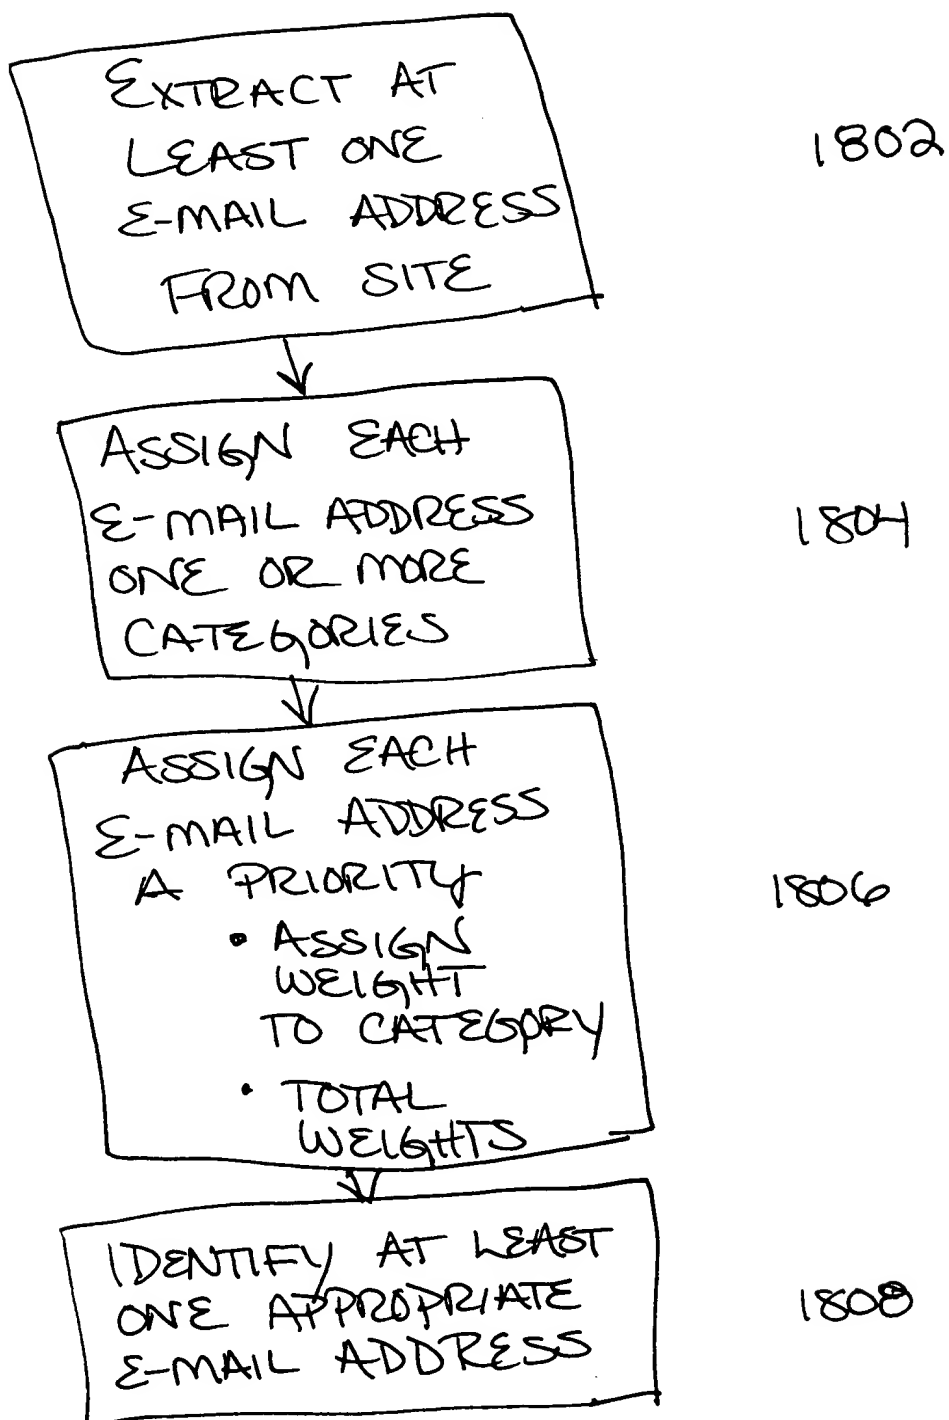 EXTRACT AT
LEAST ONE
E-MAIL ADDRESS
FROM SITE
1802
ASSIGN EACH
E-MAIL ADDRESS
ONE OR MORE
CATEGORIES
1804
ASSIGN EACH
E-MAIL ADDRESS
A PRIORITY
• ASSIGN
WEIGHT
TO CATEGORY
• TOTAL
WEIGHTS
1806
IDENTIFY AT LEAST
ONE APPROPRIATE
E-MAIL ADDRESS
1808